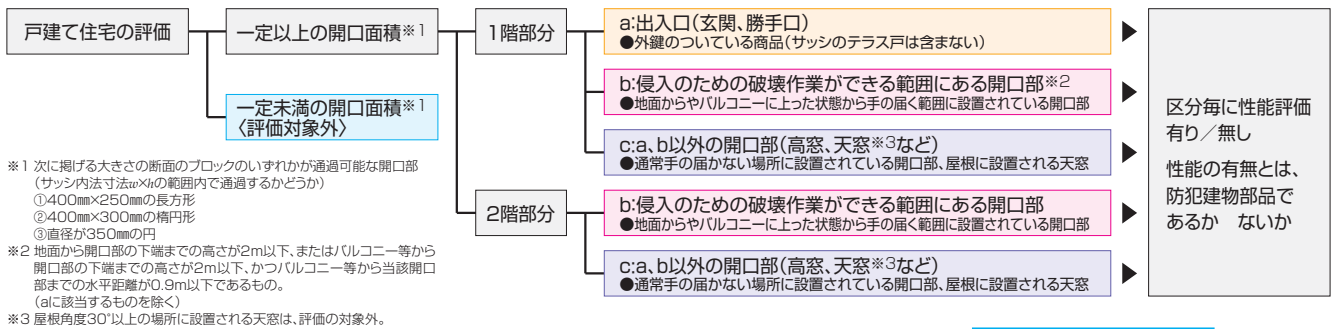 戸建て住宅の評価
一定以上の開口面積※1
一定未満の開口面積※1
〈評価対象外〉
1階部分
a:出入口(玄関、勝手口)
●外鍵のついている商品(サッシのテラス戸は含まない)
b:侵入のための破壊作業ができる範囲にある開口部※2
●地面からやバルコニーに上った状態から手の届く範囲に設置されている開口部
c:a、b以外の開口部(高窓、天窓※3など)
●通常手の届かない場所に設置されている開口部、屋根に設置される天窓
2階部分
b:侵入のための破壊作業ができる範囲にある開口部
●地面からやバルコニーに上った状態から手の届く範囲に設置されている開口部
c:a、b以外の開口部(高窓、天窓※3など)
●通常手の届かない場所に設置されている開口部、屋根に設置される天窓
区分毎に性能評価
有り/無し
性能の有無とは、
防犯建物部品で
あるか ないか
※1 次に掲げる大きさの断面のブロックのいずれかが通過可能な開口部
(サッシ内法寸法w×hの範囲内で通過するかどうか)
①400㎜×250㎜の長方形
②400㎜×300㎜の楕円形
③直径が350㎜の円
※2 地面から開口部の下端までの高さが2m以下、またはバルコニー等から
開口部の下端までの高さが2m以下、かつバルコニー等から当該開口
部までの水平距離が0.9m以下であるもの。
(aに該当するものを除く)
※3 屋根角度30°以上の場所に設置される天窓は、評価の対象外。